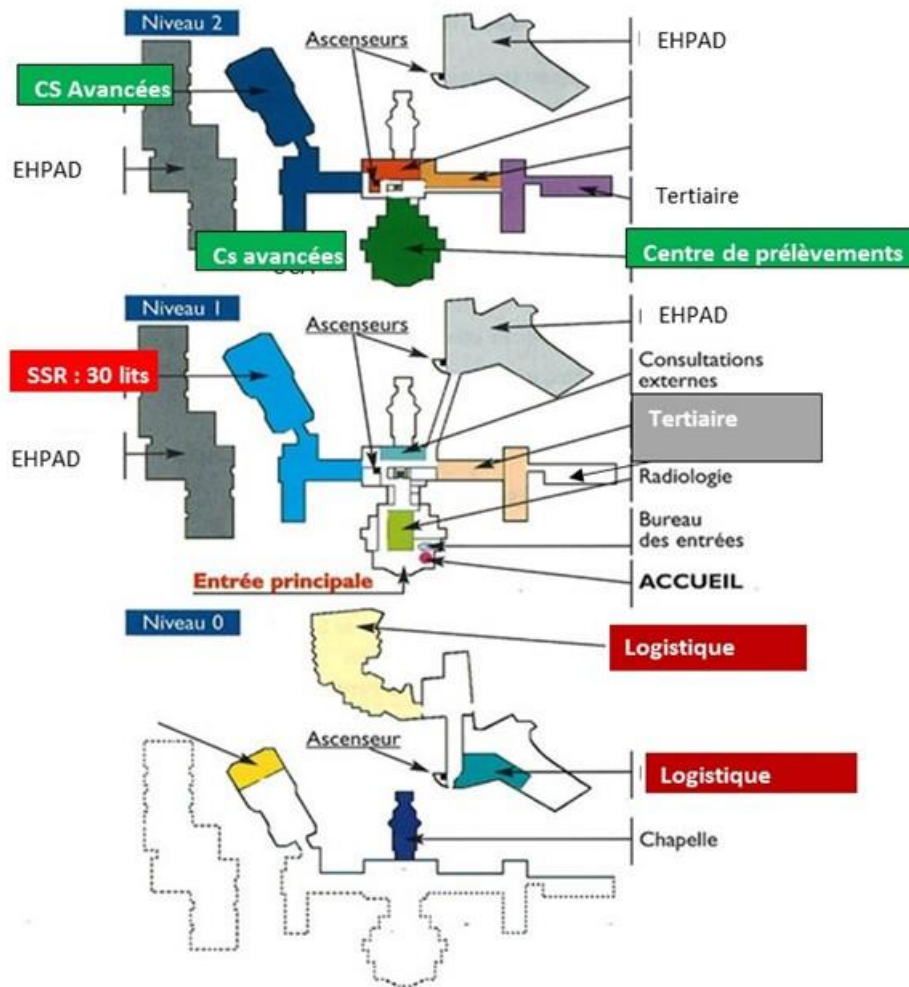 Niveau 2
Ascenseurs
EHPAD
CS Avancées
EHPAD
Tertiaire
Cs avancées
Centre de prélèvements
Niveau 1
Ascenseurs
EHPAD
Consultations
externes
SSR : 30 lits
Tertiaire
EHPAD
Radiologie
Bureau
des entrées
Entrée principale
ACCUEIL
Niveau 0
Logistique
Ascenseur
Logistique
Chapelle